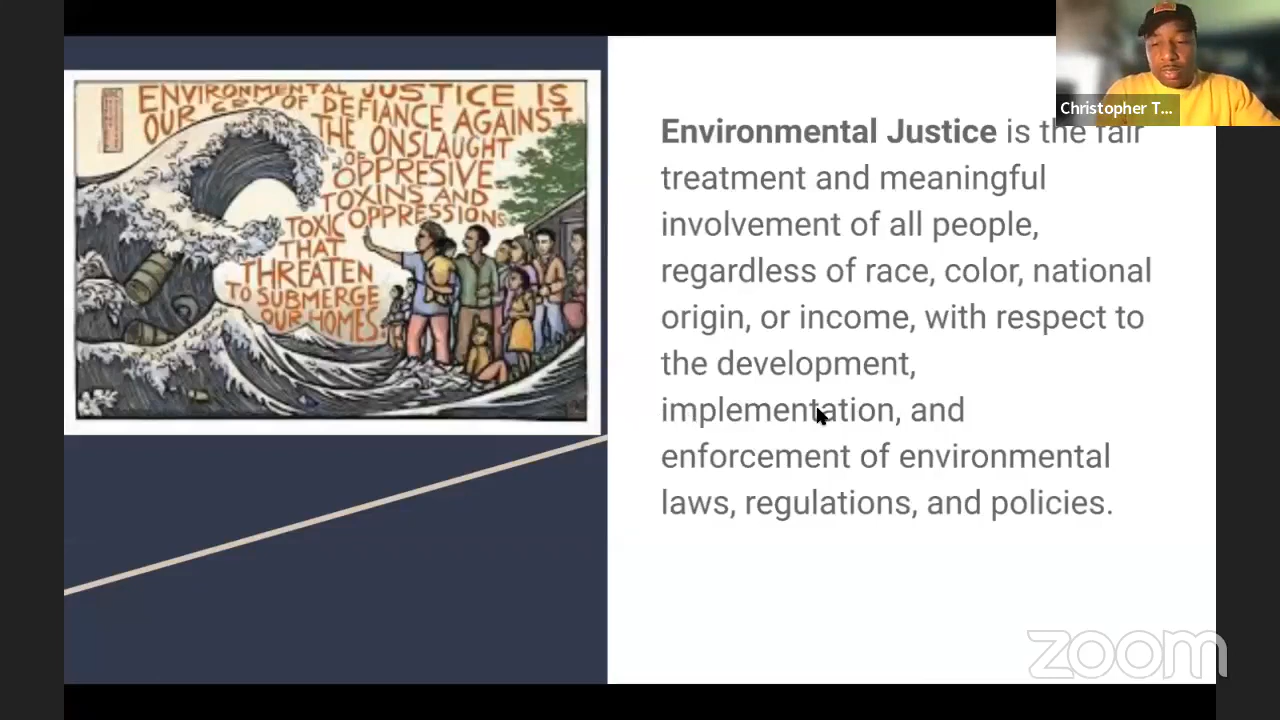 ENVIRONMENTAL JUSTICE IS
OUR CRY OF DEFIANCE AGAINST
THE ONSLAUGHT
OF
OPPRESIVE
TOXINS AND
TOXIC OPPRESSIONS
THAT
THREATEN
TO SUBMERGE
OUR HOMES.
Christopher T...
Environmental Justice is the fair
treatment and meaningful
involvement of all people,
regardless of race, color, national
origin, or income, with respect to
the development,
implementation, and
enforcement of environmental
laws, regulations, and policies.
zoom